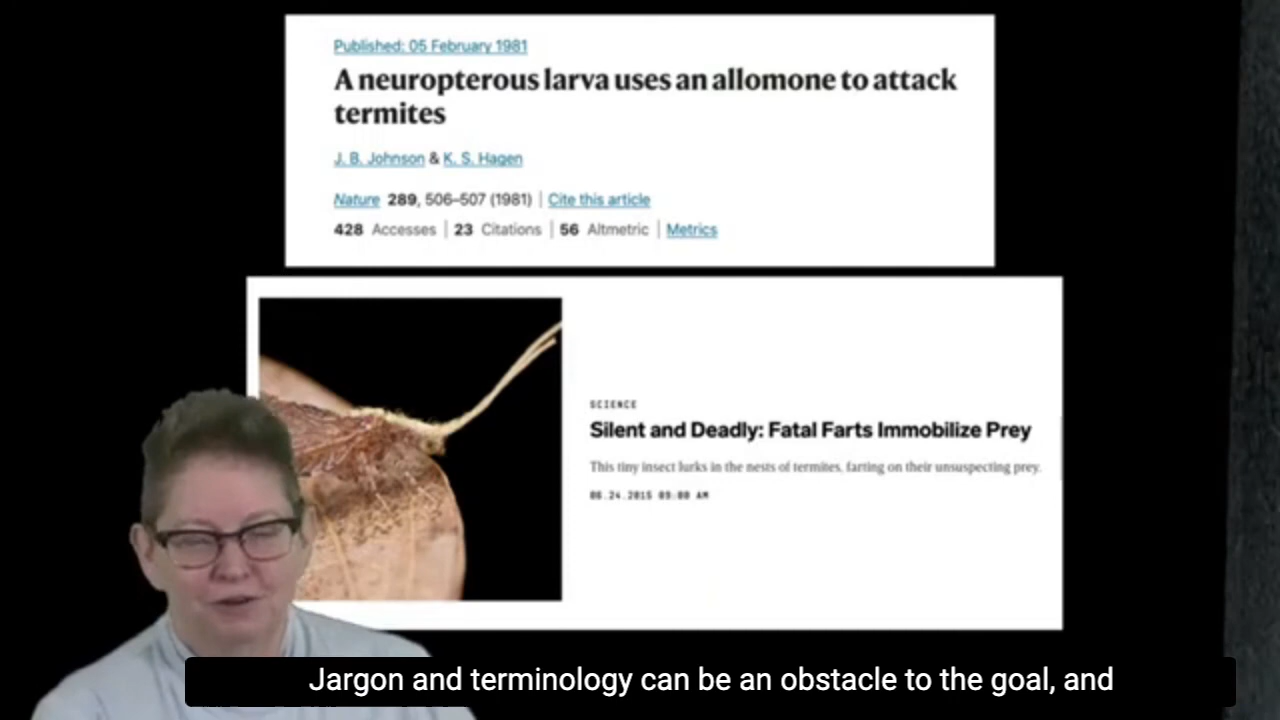 Published: 05 February 1981
A neuropterous larva uses an allomone to attack
termites
J. B. Johnson & K. S. Hagen
Nature 289, 506–507 (1981) | Cite this article
428 Accesses | 23 Citations | 56 Altmetric | Metrics
SCIENCE
Silent and Deadly: Fatal Farts Immobilize Prey
This tiny insect lurks in the nests of termites, farting on their unsuspecting prey.
06.24.2015 09:00 AM
Jargon and terminology can be an obstacle to the goal, and